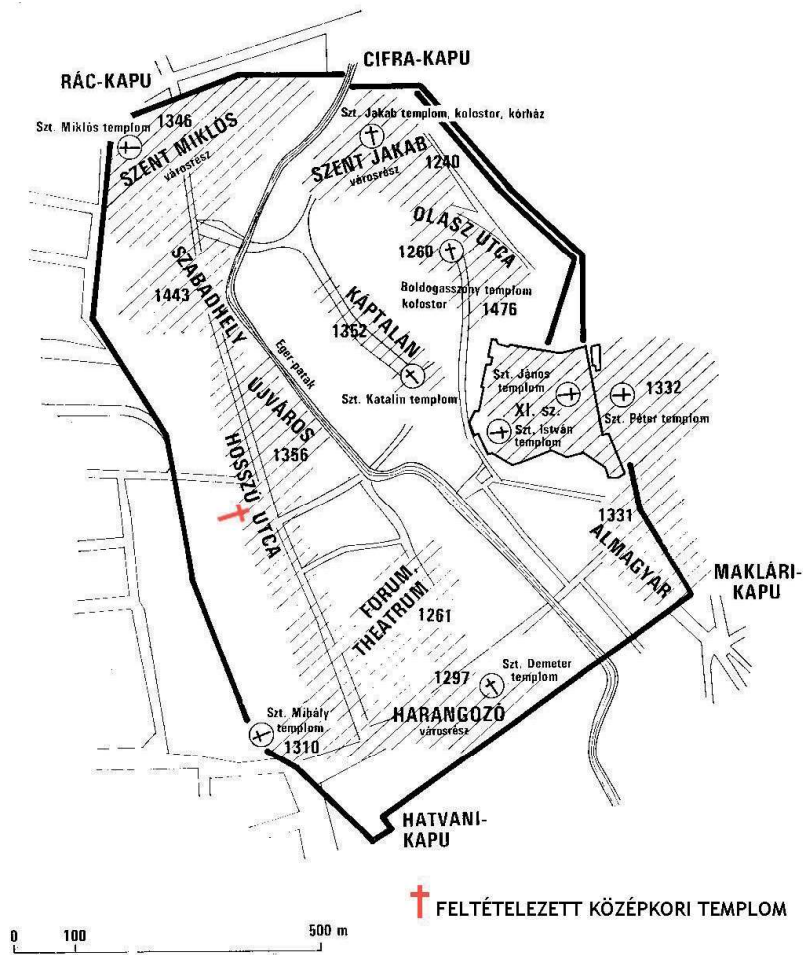 CIFRA-KAPU
RÁC-KAPU
Szt. Miklós templom
1346
SZENT MIKLÓS
városrész
Szt. Jakab templom, kolostor, kórház
SZENT JAKAB
városrész
1240
OLASZ UTCA
1260
Boldogasszony templom
kolostor
1476
SZABADHELY
1443
KÁPTALÁN
1352
Eger-patak
Szt. Katalin templom
Szt. János
templom
XI. sz.
Szt. István
templom
1332
Szt. Péter templom
UJVÁROS
1356
HOSSZÚ UTCA
1331
ALMAGYAR
MAKLÁRI-
KAPU
FORUM,
THEATRUM
1261
1297
Szt. Demeter
templom
HARANGOZÓ
városrész
Szt. Mihály
templom
1310
HATVANI-
KAPU
FELTÉTELEZETT KÖZÉPKORI TEMPLOM
0 100 500 m